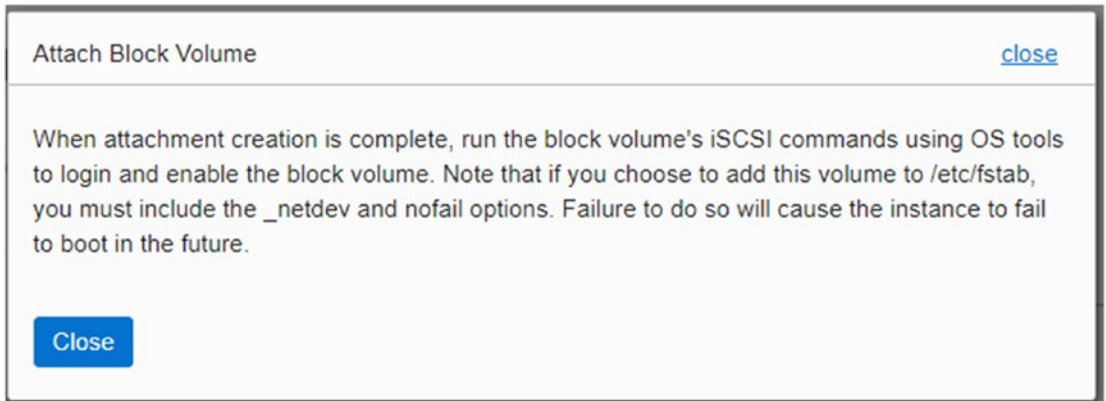 Attach Block Volume close
When attachment creation is complete, run the block volume's iSCSI commands using OS tools
to login and enable the block volume. Note that if you choose to add this volume to /etc/fstab,
you must include the _netdev and nofail options. Failure to do so will cause the instance to fail
to boot in the future.
Close